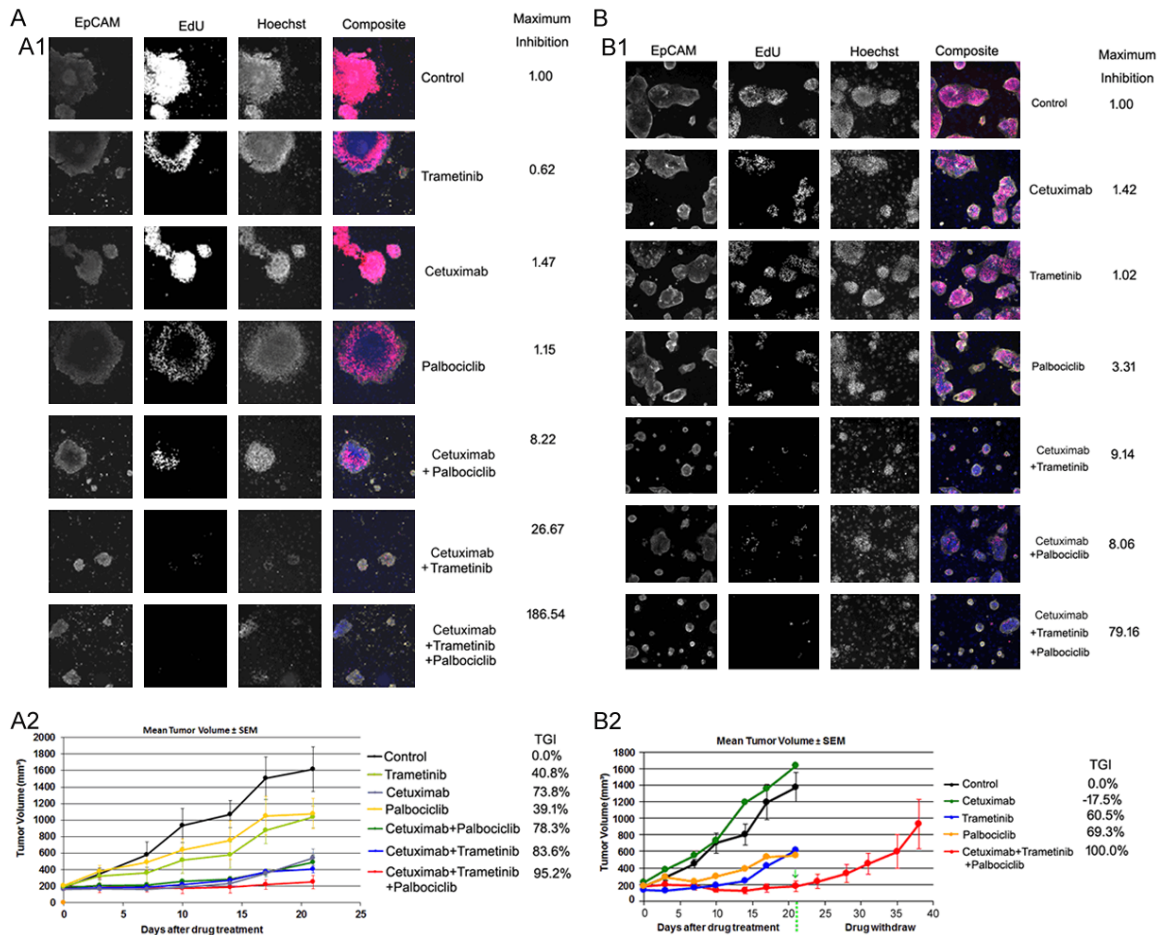 A
A1
EpCAM
EdU
Hoechst
Composite
Maximum
Inhibition
Control
1.00
Trametinib
0.62
Cetuximab
1.47
Palbociclib
1.15
Cetuximab
+ Palbociclib
8.22
Cetuximab
+ Trametinib
26.67
Cetuximab
+Trametinib
+Palbociclib
186.54
B
B1
EpCAM
EdU
Hoechst
Composite
Maximum
Inhibition
Control
1.00
Cetuximab
1.42
Trametinib
1.02
Palbociclib
3.31
Cetuximab
+Trametinib
9.14
Cetuximab
+Palbociclib
8.06
Cetuximab
+Trametinib
+Palbociclib
79.16
A2
Mean Tumor Volume ± SEM
Tumor Volume (mm³)
2000
1800
1600
1400
1200
1000
800
600
400
200
0
0 5 10 15 20 25
Days after drug treatment
TGI
Control 0.0%
Trametinib 40.8%
Cetuximab 73.8%
Palbociclib 39.1%
Cetuximab+Palbociclib 78.3%
Cetuximab+Trametinib 83.6%
Cetuximab+Trametinib 95.2%
+Palbociclib
B2
Mean Tumor Volume ± SEM
Tumor Volume (mm³)
1800
1600
1400
1200
1000
800
600
400
200
0
0 5 10 15 20 25 30 35 40
Days after drug treatment
Drug withdraw
TGI
Control 0.0%
Cetuximab -17.5%
Trametinib 60.5%
Palbociclib 69.3%
Cetuximab+Trametinib 100.0%
+Palbociclib